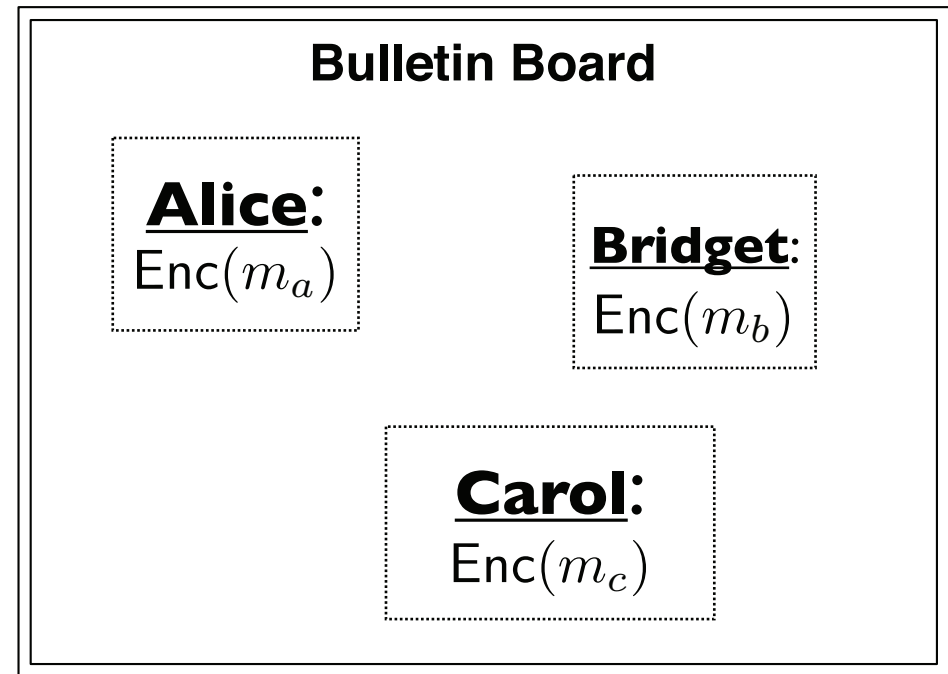 Bulletin Board
Alice:
Enc(m_a)
Bridget:
Enc(m_b)
Carol:
Enc(m_c)